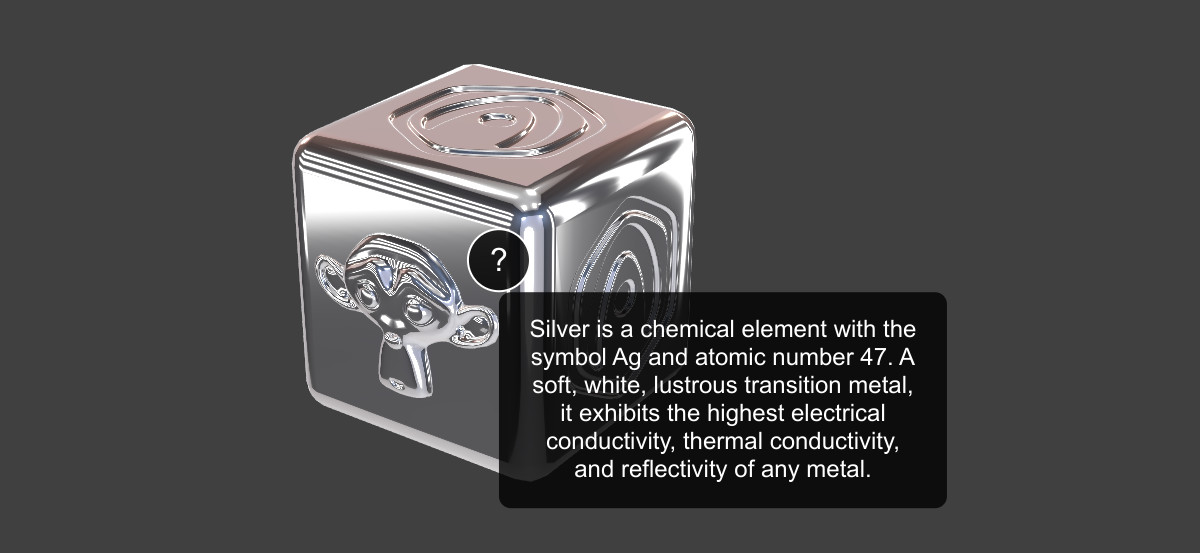 ?
Silver is a chemical element with the
symbol Ag and atomic number 47. A
soft, white, lustrous transition metal,
it exhibits the highest electrical
conductivity, thermal conductivity,
and reflectivity of any metal.